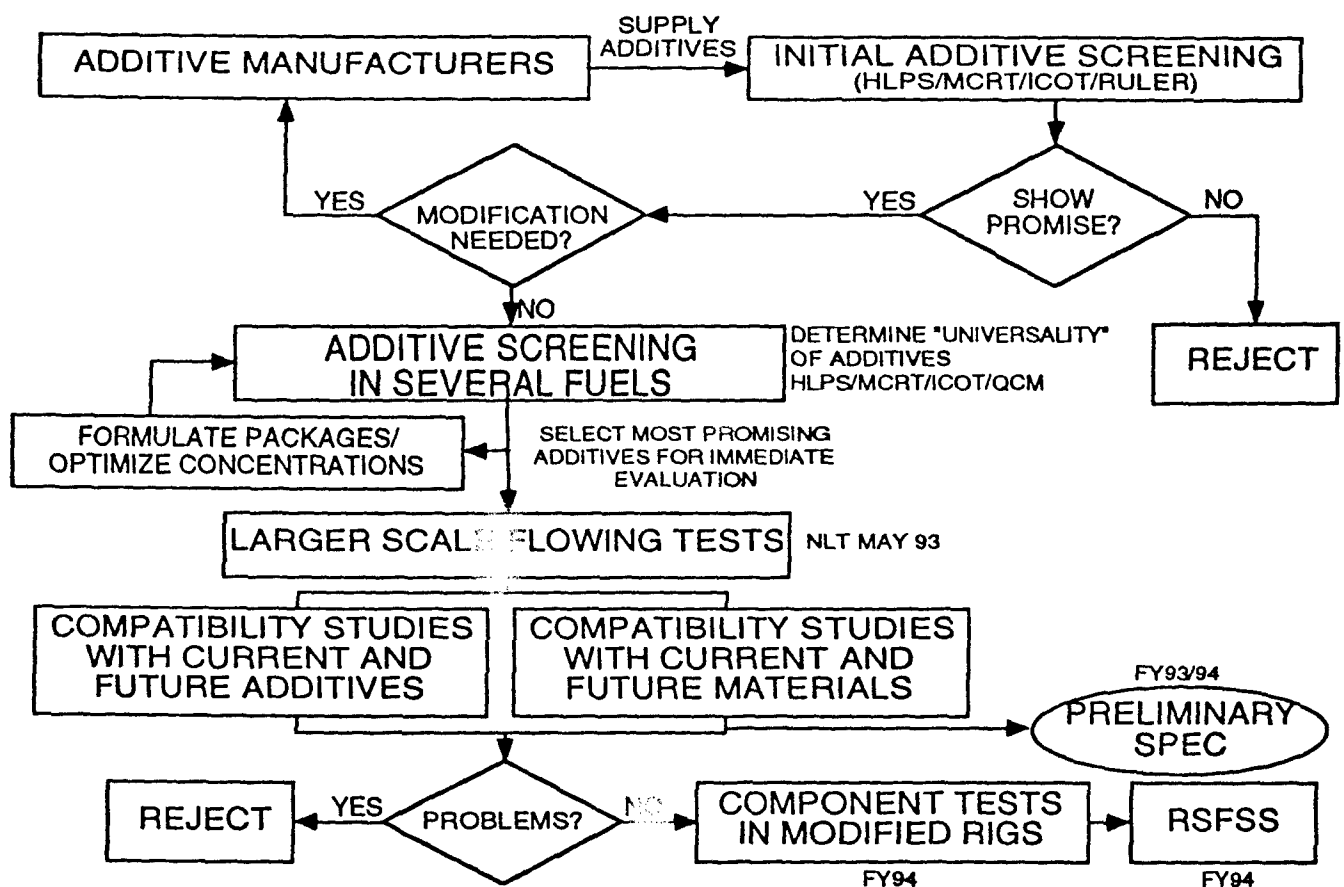 SUPPLY
ADDITIVES
ADDITIVE MANUFACTURERS
INITIAL ADDITIVE SCREENING
(HLPS/MCRT/ICOT/RULER)
YES
MODIFICATION
NEEDED?
YES
SHOW
PROMISE?
NO
NO
ADDITIVE SCREENING
IN SEVERAL FUELS
DETERMINE "UNIVERSALITY"
OF ADDITIVES
HLPS/MCRT/ICOT/QCM
REJECT
FORMULATE PACKAGES/
OPTIMIZE CONCENTRATIONS
SELECT MOST PROMISING
ADDITIVES FOR IMMEDIATE
EVALUATION
LARGER SCALE FLOWING TESTS
NLT MAY 93
COMPATIBILITY STUDIES
WITH CURRENT AND
FUTURE ADDITIVES
COMPATIBILITY STUDIES
WITH CURRENT AND
FUTURE MATERIALS
FY93/94
PRELIMINARY
SPEC
REJECT
YES
PROBLEMS?
NO
COMPONENT TESTS
IN MODIFIED RIGS
FY94
RSFSS
FY94